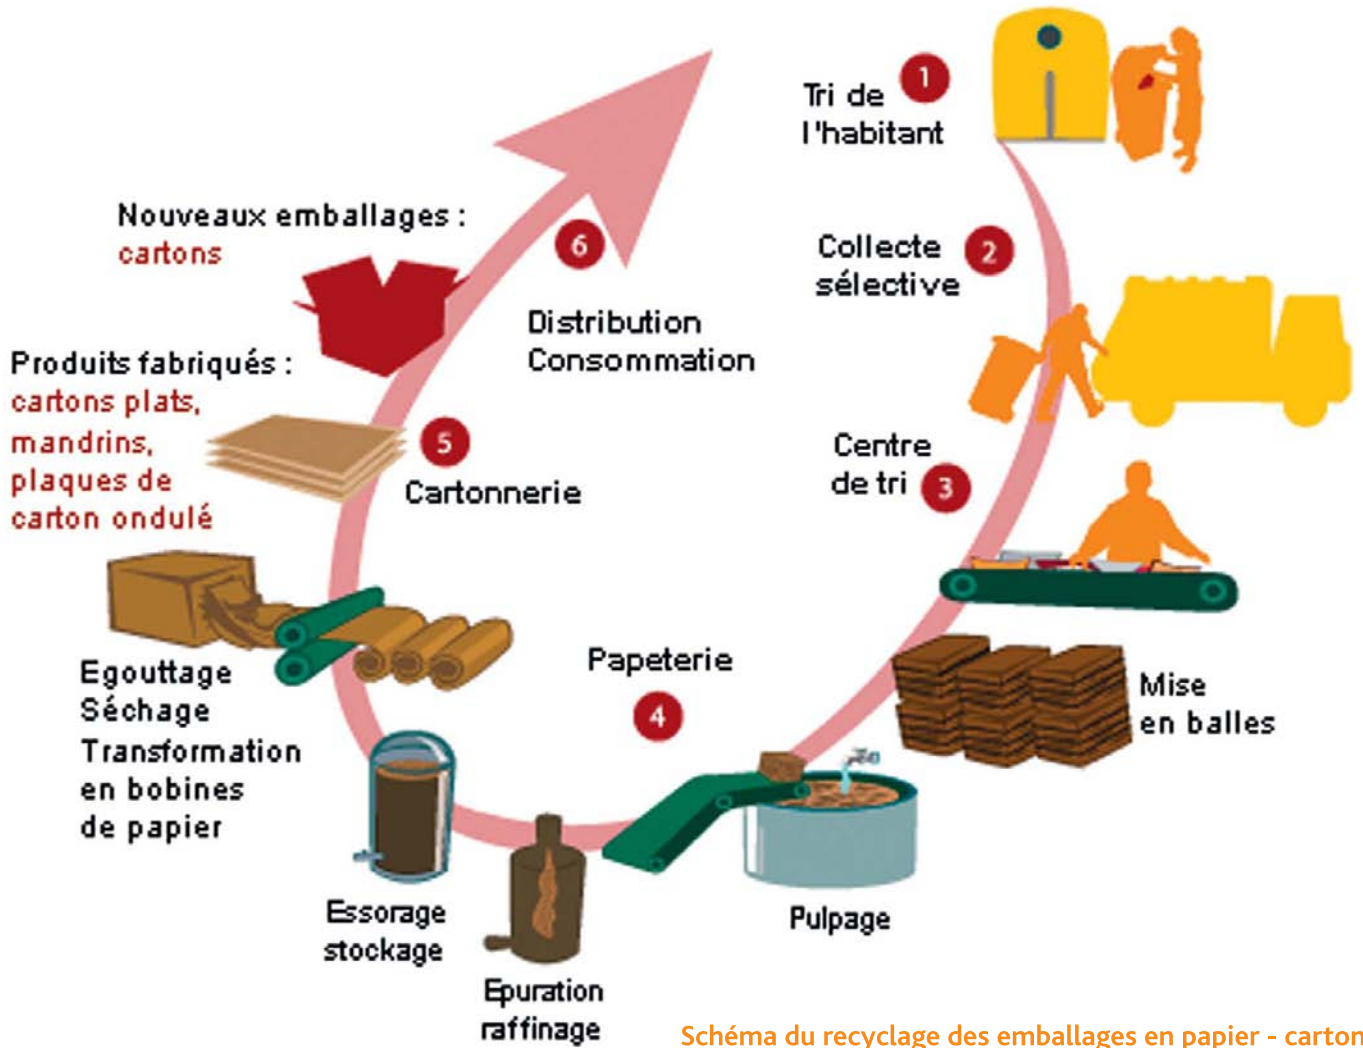 1
Tri de
l'habitant
Collecte
sélective
2
Centre
de tri
3
Mise
en balles
Papeterie
4
Pulpage
Epuration
raffinage
Essorage
stockage
Egouttage
Séchage
Transformation
en bobines
de papier
5
Cartonnerie
Produits fabriqués :
cartons plats,
mandrins,
plaques de
carton ondulé
Nouveaux emballages :
cartons
6
Distribution
Consommation
Schéma du recyclage des emballages en papier - carton